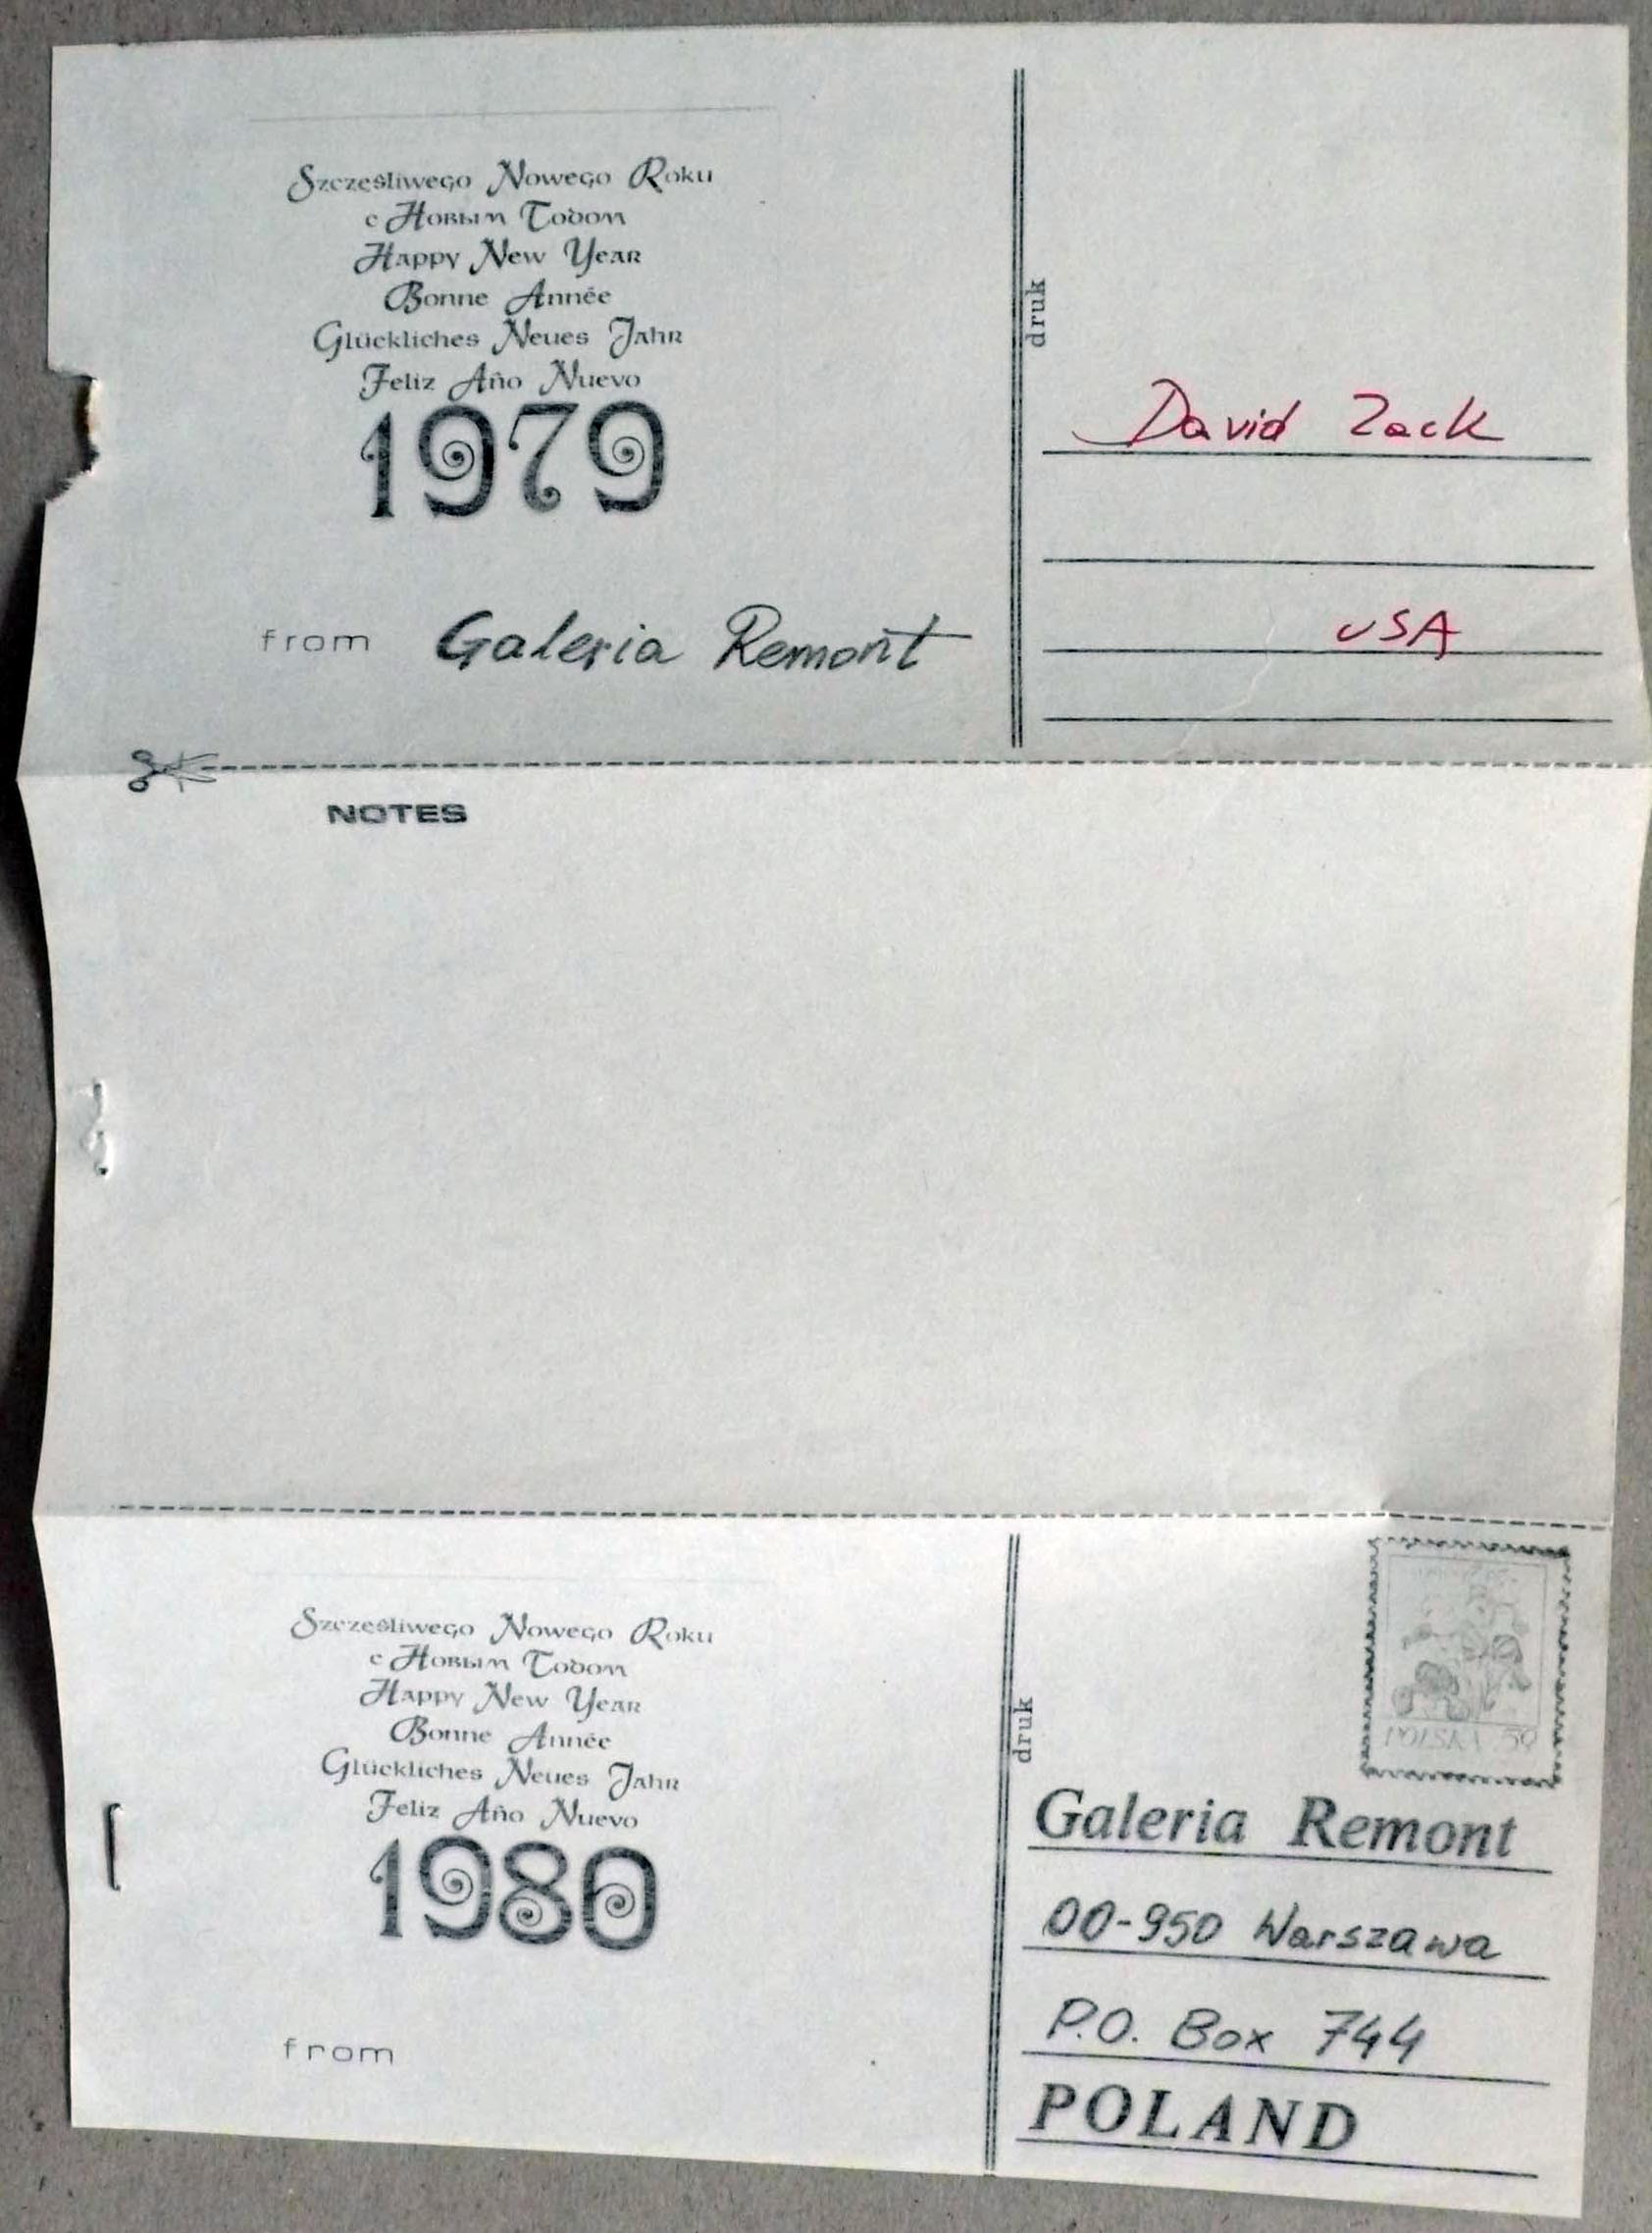 Szczęśliwego Nowego Roku
с Новым Годом
Happy New Year
Bonne Année
Glückliches Neues Jahr
Feliz Año Nuevo
1979
from Galeria Remont
druk
David Zack
USA
NOTES
Szczęśliwego Nowego Roku
с Новым Годом
Happy New Year
Bonne Année
Glückliches Neues Jahr
Feliz Año Nuevo
1980
from
druk
POLSKA 50
Galeria Remont
00-950 Warszawa
P.O. Box 744
POLAND